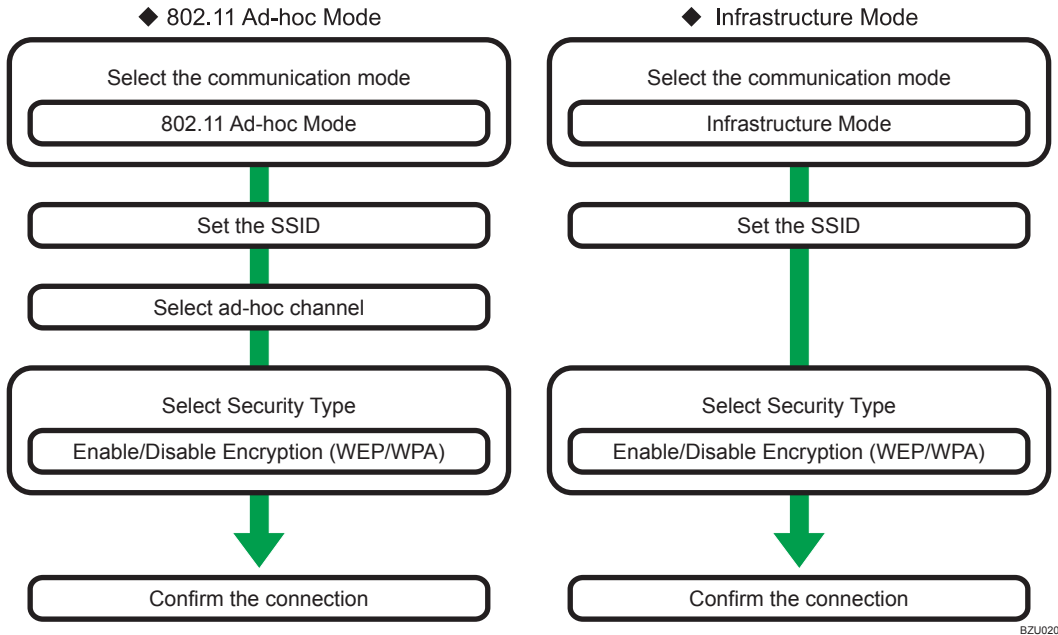 ◆ 802.11 Ad-hoc Mode
Select the communication mode
802.11 Ad-hoc Mode
Set the SSID
Select ad-hoc channel
Select Security Type
Enable/Disable Encryption (WEP/WPA)
Confirm the connection
◆ Infrastructure Mode
Select the communication mode
Infrastructure Mode
Set the SSID
Select Security Type
Enable/Disable Encryption (WEP/WPA)
Confirm the connection
BZU020